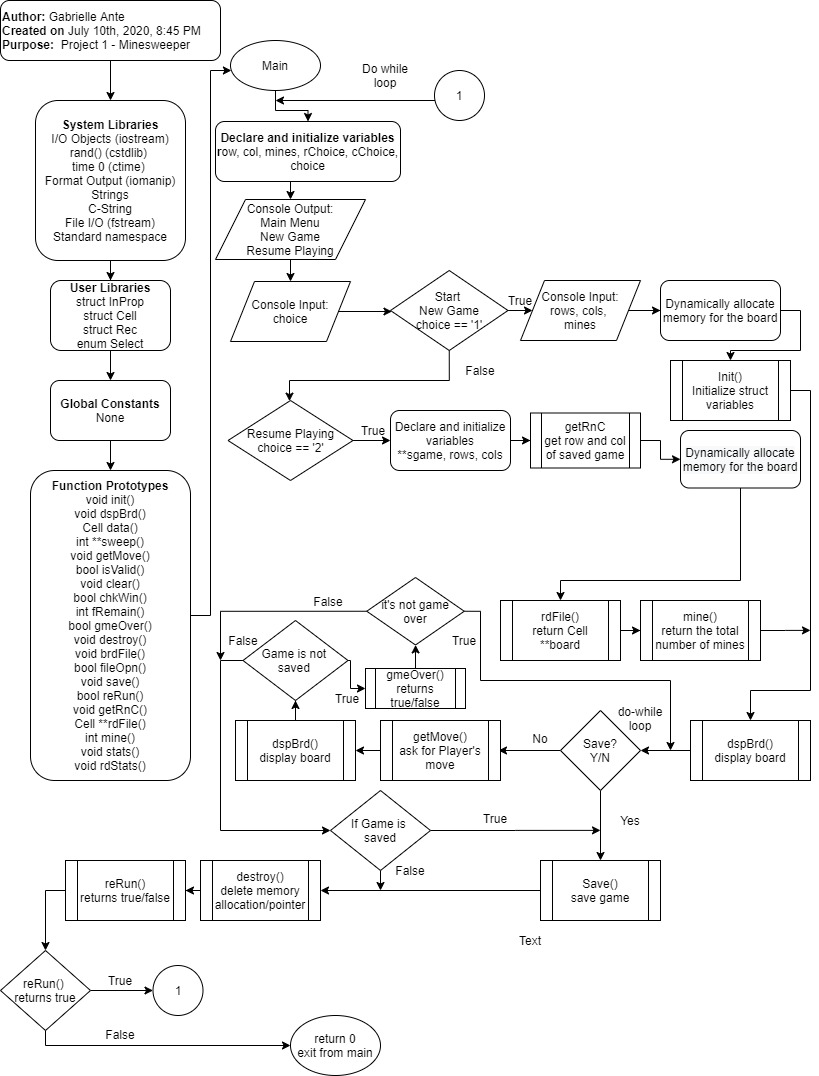 Author: Gabrielle Ante
Created on July 10th, 2020, 8:45 PM
Purpose: Project 1 - Minesweeper
System Libraries
I/O Objects (iostream)
rand() (cstdlib)
time 0 (ctime)
Format Output (iomanip)
Strings
C-String
File I/O (fstream)
Standard namespace
User Libraries
struct InProp
struct Cell
struct Rec
enum Select
Global Constants
None
Function Prototypes
void init()
void dspBrd()
Cell data()
int **sweep()
void getMove()
bool isValid()
void clear()
bool chkWin()
int fRemain()
bool gmeOver()
void destroy()
void brdFile()
bool fileOpn()
void save()
bool reRun()
void getRnC()
Cell **rdFile()
int mine()
void stats()
void rdStats()
Main
Do while
loop
1
Declare and initialize variables
row, col, mines, rChoice, cChoice,
choice
Console Output:
Main Menu
New Game
Resume Playing
Console Input:
choice
Start
New Game
choice == '1'
True
Console Input:
rows, cols,
mines
Dynamically allocate
memory for the board
False
Init()
Initialize struct
variables
Resume Playing
choice == '2'
True
Declare and initialize
variables
**sgame, rows, cols
getRnC
get row and col
of saved game
Dynamically allocate
memory for the board
rdFile()
return Cell
**board
mine()
return the total
number of mines
it's not game
over
False
True
False
Game is not
saved
True
gmeOver()
returns
true/false
do-while
loop
dspBrd()
display board
getMove()
ask for Player's
move
No
Save?
Y/N
dspBrd()
display board
Yes
If Game is
saved
True
False
reRun()
returns true/false
destroy()
delete memory
allocation/pointer
Save()
save game
Text
reRun()
returns true
True
1
False
return 0
exit from main